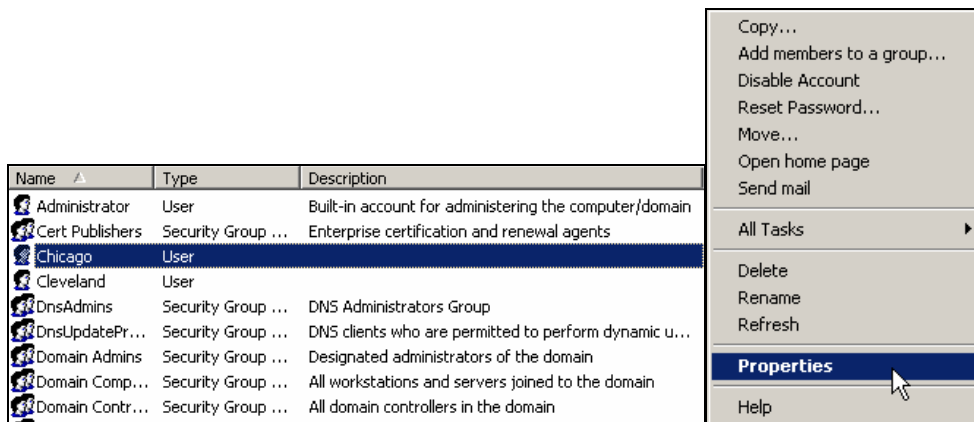 Name Type Description
Administrator User Built-in account for administering the computer/domain
Cert Publishers Security Group ... Enterprise certification and renewal agents
Chicago User
Cleveland User
DnsAdmins Security Group ... DNS Administrators Group
DnsUpdatePr... Security Group ... DNS clients who are permitted to perform dynamic u...
Domain Admins Security Group ... Designated administrators of the domain
Domain Comp... Security Group ... All workstations and servers joined to the domain
Domain Contr... Security Group ... All domain controllers in the domain
Copy...
Add members to a group...
Disable Account
Reset Password...
Move...
Open home page
Send mail
All Tasks
Delete
Rename
Refresh
Properties
Help